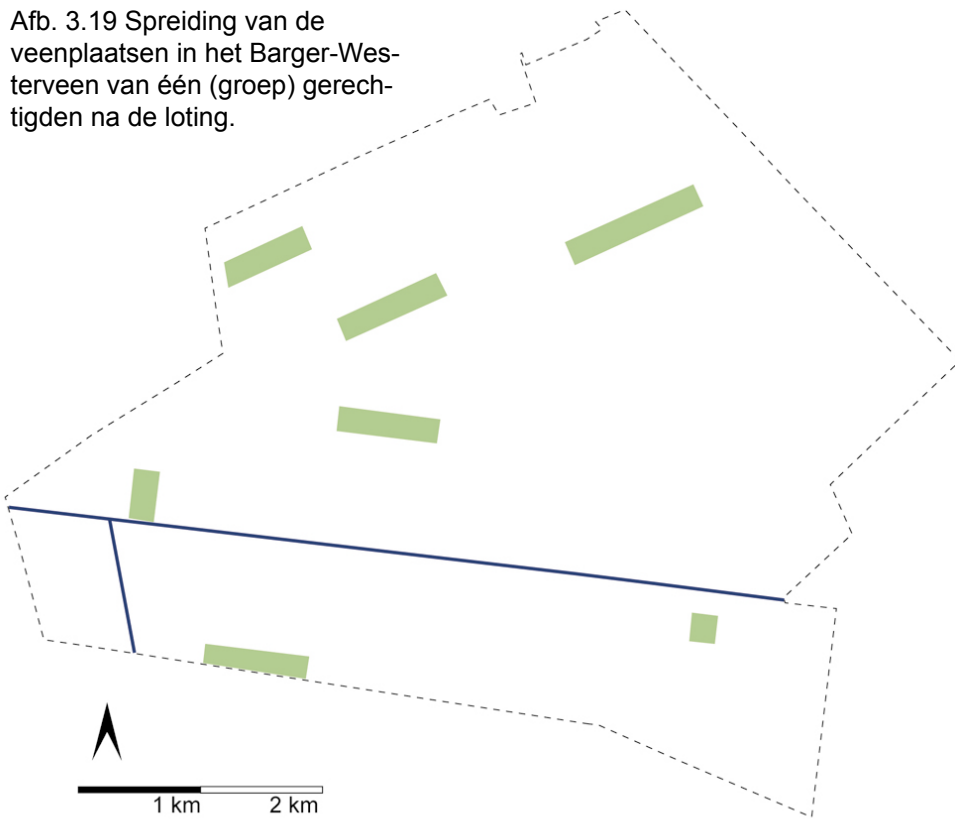 Afb. 3.19 Spreiding van de
veenplaatsen in het Barger-Wes-
terveen van één (groep) gerech-
tigden na de loting.
1 km 2 km